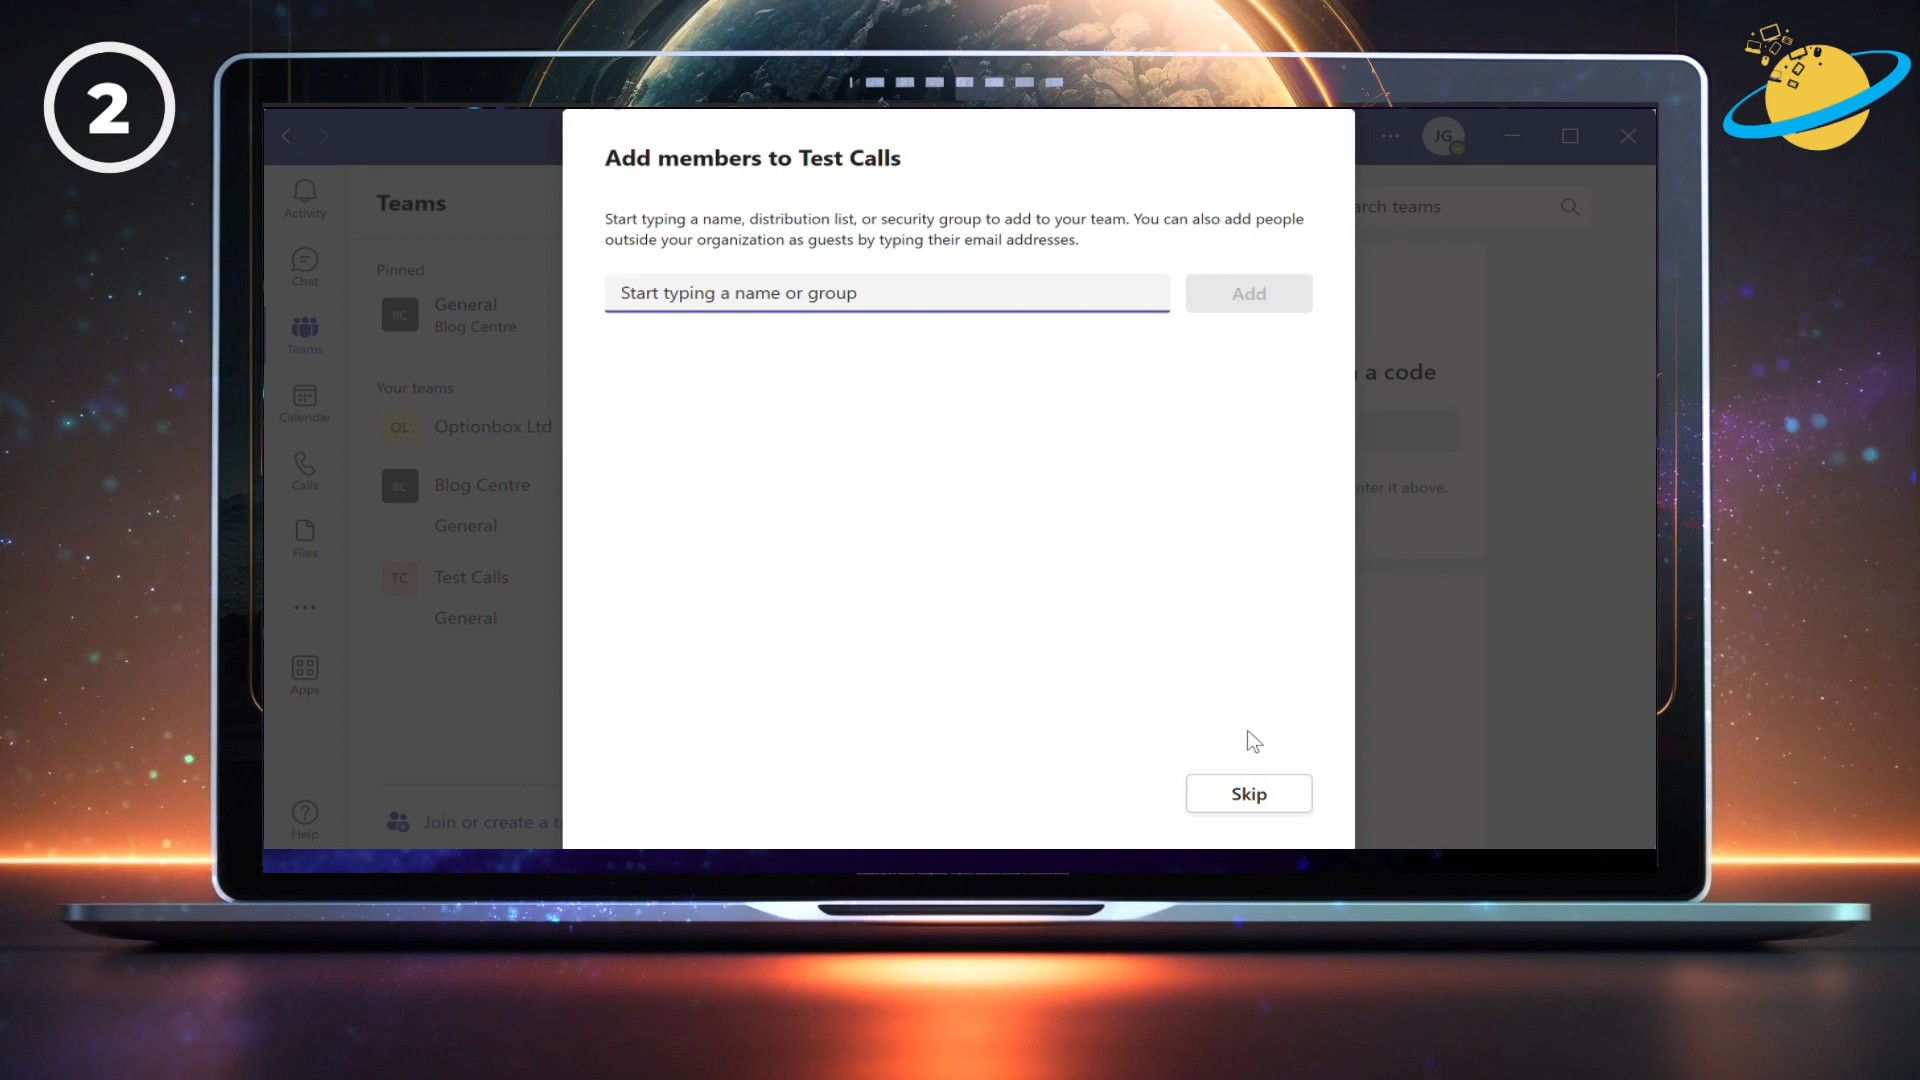 2
JG
Activity
Chat
Teams
Calendar
Calls
Files
Apps
Help
Teams
Pinned
BC
General
Blog Centre
Your teams
OL
Optionbox Ltd
BC
Blog Centre
General
TC
Test Calls
General
Join or create a
Add members to Test Calls
Start typing a name, distribution list, or security group to add to your team. You can also add people
outside your organization as guests by typing their email addresses.
Start typing a name or group
Add
Skip
teams
a code
it above.